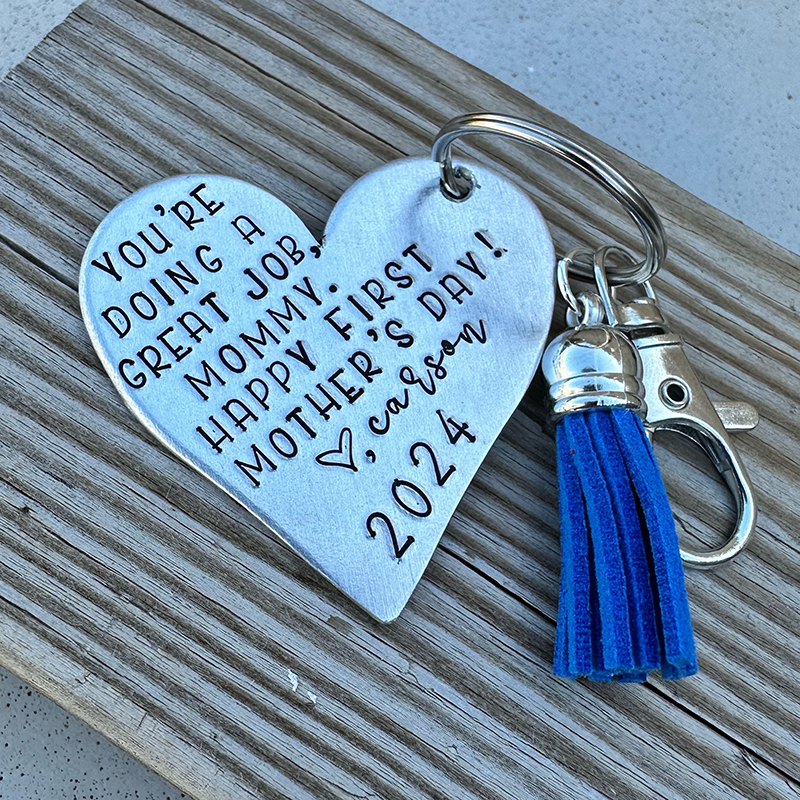 YOU'RE
DOING A
GREAT JOB,
MOMMY.
HAPPY FIRST
MOTHER'S DAY!
♡, carson
2024